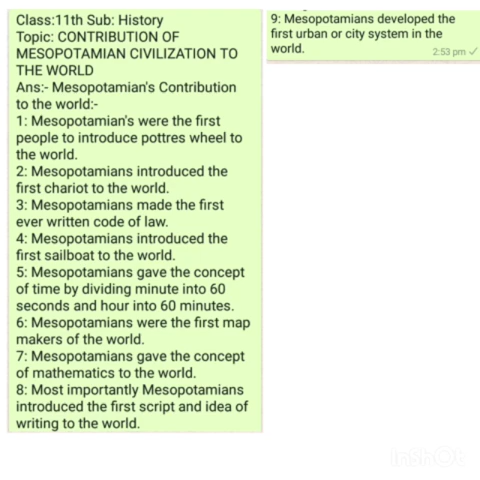 Class:11th Sub: History
Topic: CONTRIBUTION OF
MESOPOTAMIAN CIVILIZATION TO
THE WORLD
Ans:- Mesopotamian's Contribution
to the world:-
1: Mesopotamian's were the first
people to introduce pottres wheel to
the world.
2: Mesopotamians introduced the
first chariot to the world.
3: Mesopotamians made the first
ever written code of law.
4: Mesopotamians introduced the
first sailboat to the world.
5: Mesopotamians gave the concept
of time by dividing minute into 60
seconds and hour into 60 minutes.
6: Mesopotamians were the first map
makers of the world.
7: Mesopotamians gave the concept
of mathematics to the world.
8: Most importantly Mesopotamians
introduced the first script and idea of
writing to the world.
9: Mesopotamians developed the
first urban or city system in the
world.
2:53 pm
InShOt